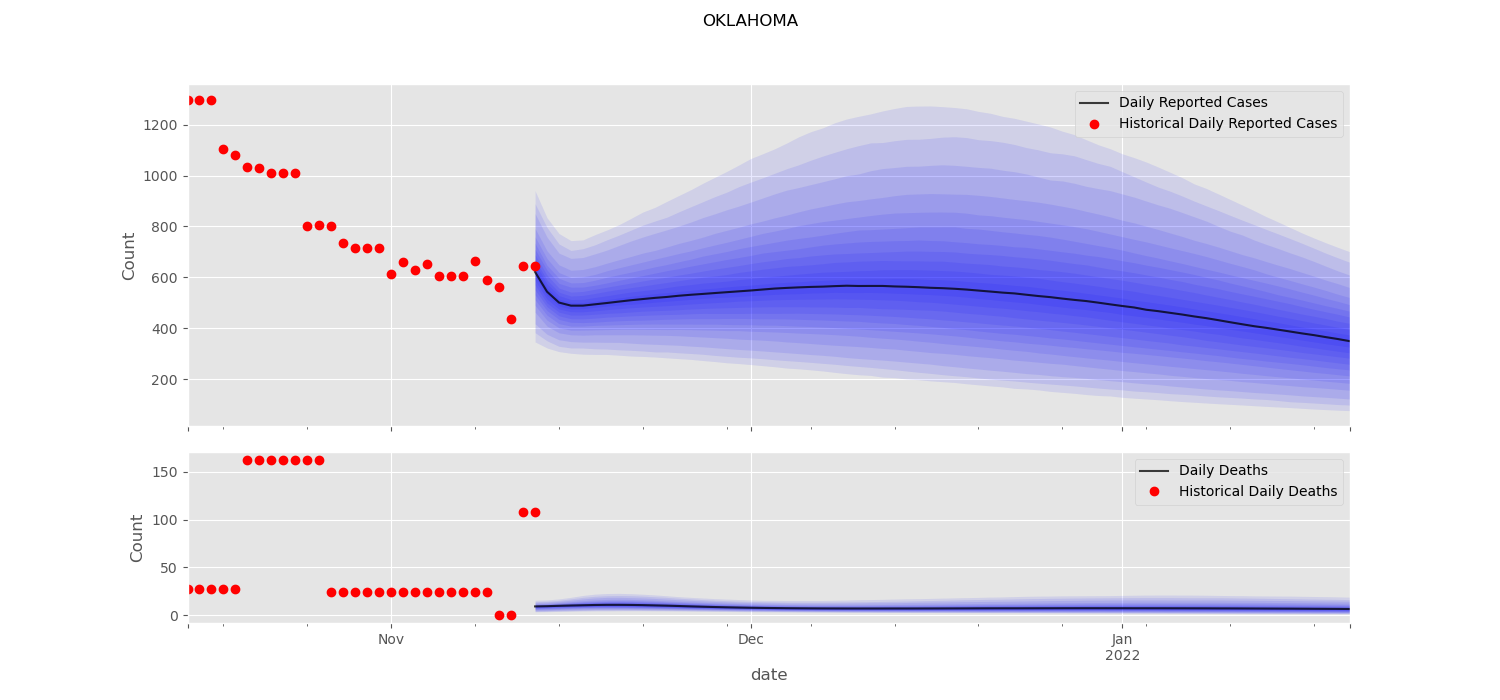 OKLAHOMA
Daily Reported Cases
Historical Daily Reported Cases
Count
1200
1000
800
600
400
200
Daily Deaths
Historical Daily Deaths
Count
150
100
50
0
Nov
Dec
Jan
2022
date